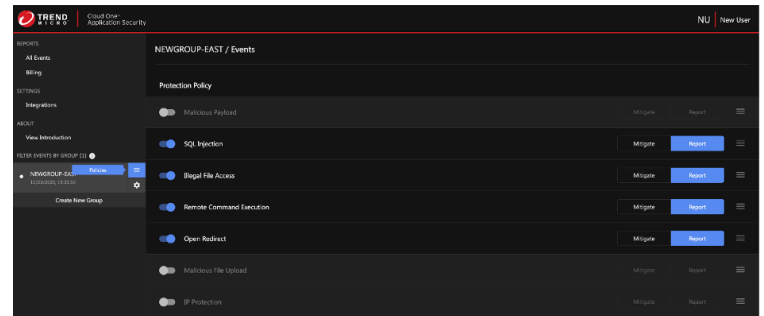 TREND
MICRO
Cloud One™
Application Security
NU
New User
REPORTS
All Events
Billing
SETTINGS
Integrations
ABOUT
View Introduction
FILTER EVENTS BY GROUP (1)
NEWGROUP-EAS
Policies
Create New Group
NEWGROUP-EAST / Events
Protection Policy
Malicious Payload Mitigate Report
SQL Injection Mitigate Report
Illegal File Access Mitigate Report
Remote Command Execution Mitigate Report
Open Redirect Mitigate Report
Malicious File Upload Mitigate Report
IP Protection Mitigate Report